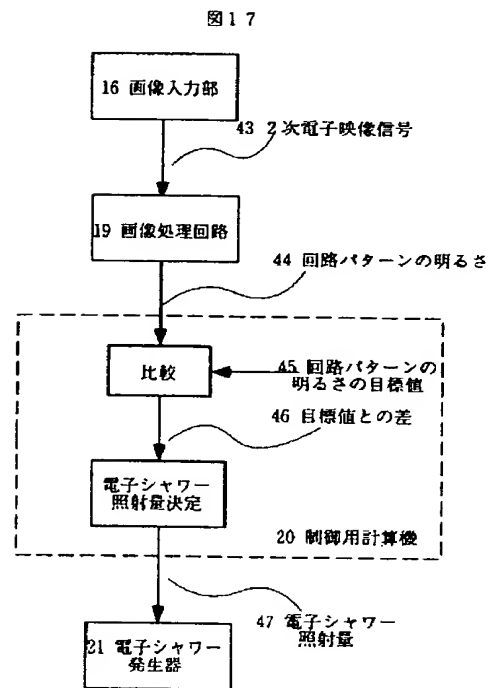 図17
16 画像入力部
43 2次電子映像信号
19 画像処理回路
44 回路パターンの明るさ
比較
45 回路パターンの
明るさの目標値
46 目標値との差
電子シャワー
照射量決定
20 制御用計算機
47 電子シャワー
照射量
21 電子シャワー
発生器